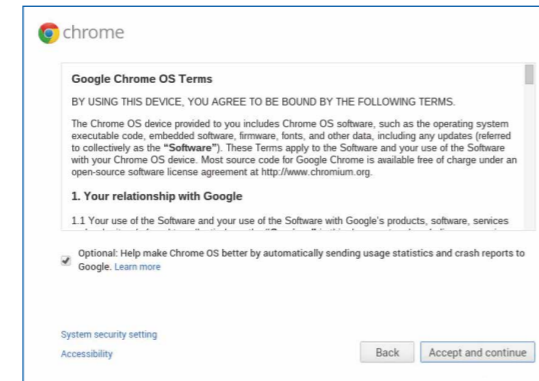 chrome
Google Chrome OS Terms
BY USING THIS DEVICE, YOU AGREE TO BE BOUND BY THE FOLLOWING TERMS.
The Chrome OS device provided to you includes Chrome OS software, such as the operating system
executable code, embedded software, firmware, fonts, and other data, including any updates (referred
to collectively as the “Software”). These Terms apply to the Software and your use of the Software
with your Chrome OS device. Most source code for Google Chrome is available free of charge under an
open-source software license agreement at http://www.chromium.org.
1. Your relationship with Google
1.1 Your use of the Software and your use of the Software with Google’s products, software, services
Optional: Help make Chrome OS better by automatically sending usage statistics and crash reports to
Google. Learn more
System security setting
Accessibility
Back
Accept and continue